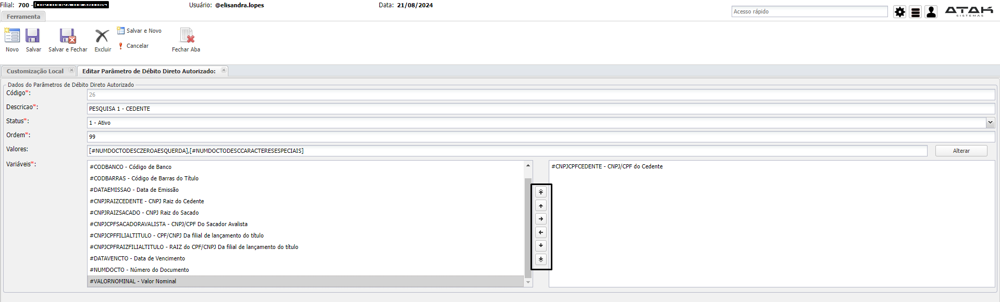 Filial: 700 -
Usuário: @elisandra.lopes
Data: 21/08/2024
Acesso rápido
ATAK
SISTEMAS
Ferramenta
Novo
Salvar
Salvar e Fechar
Excluir
Salvar e Novo
Cancelar
Fechar Aba
Customização Local
Editar Parâmetro de Débito Direto Autorizado:
Dados do Parâmetros de Débito Direto Autorizado
Código*: 26
Descricao*: PESQUISA 1 - CEDENTE
Status*: 1 - Ativo
Ordem*: 99
Valores: [#NUMDOCTODESCZEROAESQUERDA],[#NUMDOCTODESCCARACTERESESPECIAIS] Alterar
Variáveis*:
#CODBANCO - Código de Banco
#CODBARRAS - Código de Barras do Título
#DATAEMISSAO - Data de Emissão
#CNPJRAIZCEDENTE - CNPJ Raiz do Cedente
#CNPJRAIZSACADO - CNPJ Raiz do Sacado
#CNPJCPFSACADORAVALISTA - CNPJ/CPF Do Sacador Avalista
#CNPJCPFFILIALTITULO - CPF/CNPJ Da filial de lançamento do título
#CNPJCPFRAIZFILIALTITULO - RAIZ do CPF/CNPJ Da filial de lançamento do título
#DATAVENCTO - Data de Vencimento
#NUMDOCTO - Número do Documento
#VALORNOMINAL - Valor Nominal
#CNPJCPFCEDENTE - CNPJ/CPF do Cedente